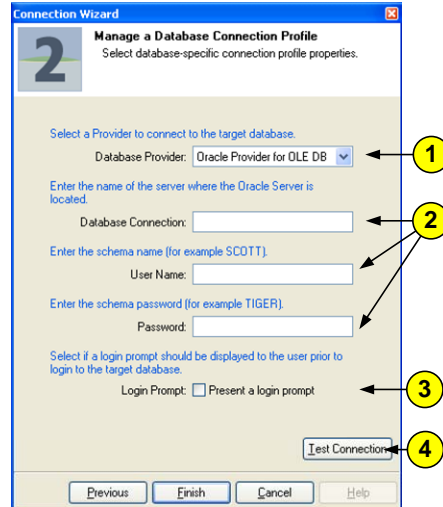 Connection Wizard
2
Manage a Database Connection Profile
Select database-specific connection profile properties.
Select a Provider to connect to the target database.
Database Provider: Oracle Provider for OLE DB
1
Enter the name of the server where the Oracle Server is
located.
Database Connection:
2
Enter the schema name (for example SCOTT).
User Name:
Enter the schema password (for example TIGER).
Password:
Select if a login prompt should be displayed to the user prior to
login to the target database.
Login Prompt: Present a login prompt
3
Test Connection
4
Previous Finish Cancel Help